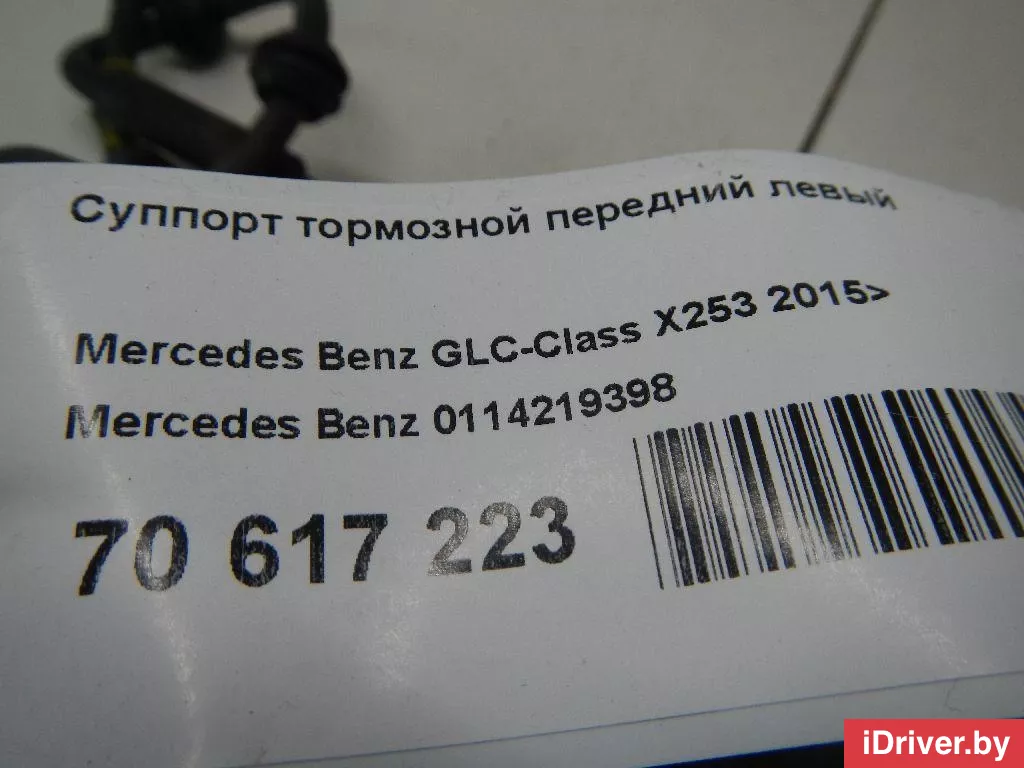 Суппорт тормозной передний левый
Mercedes Benz GLC-Class X253 2015>
Mercedes Benz 0114219398
70 617 223
iDriver.by